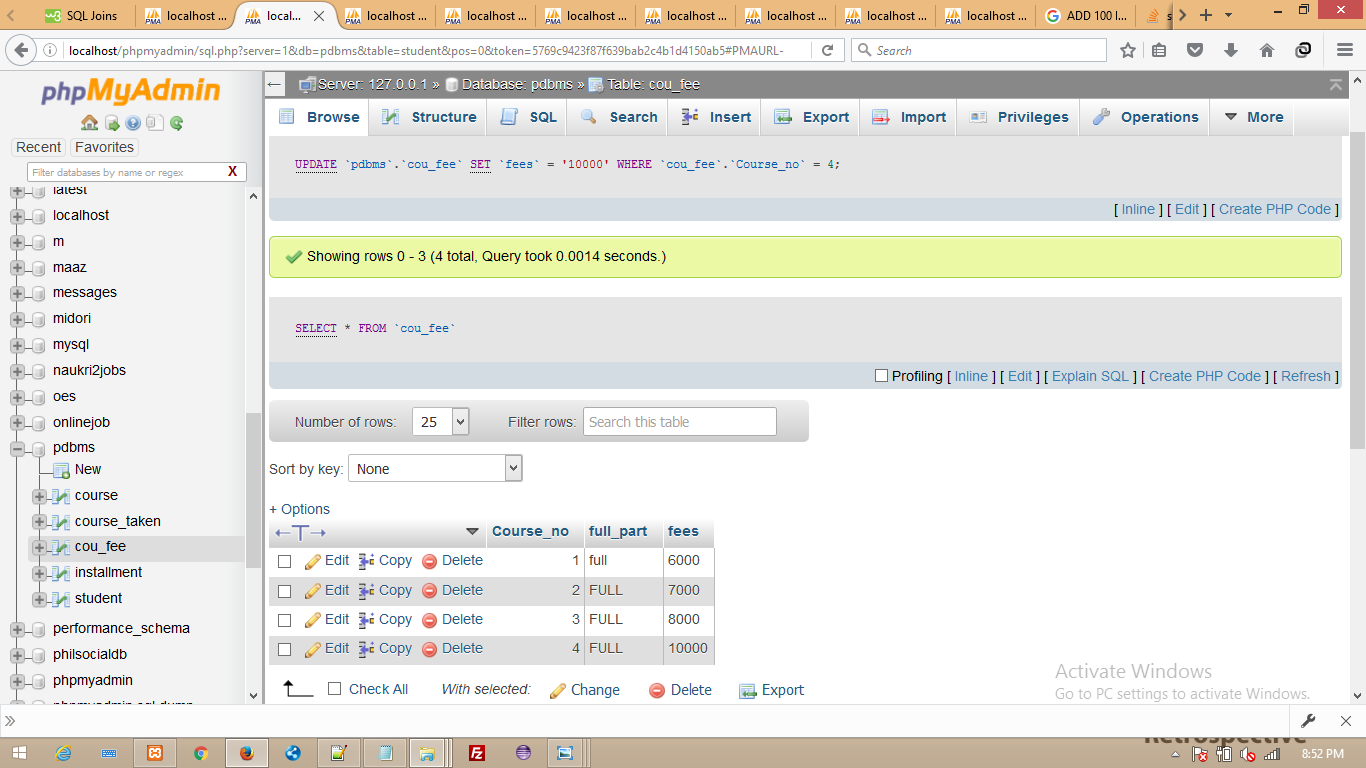 SQL Joins
localhost ...
local...
localhost ...
localhost ...
localhost ...
localhost ...
localhost ...
localhost ...
localhost ...
ADD 100 I...
localhost/phpmyadmin/sql.php?server=1&db=pdbms&table=student&pos=0&token=5769c9423f87f639bab2c4b1d4150ab5#PMAURL-
Search
phpMyAdmin
Recent Favorites
Filter databases by name or regex X
latest
localhost
m
maaz
messages
midori
mysql
naukri2jobs
oes
onlinejob
pdbms
New
course
course_taken
cou_fee
installment
student
performance_schema
philsocialdb
phpmyadmin
phpmyadmin sql dump
Server: 127.0.0.1 » Database: pdbms » Table: cou_fee
Browse Structure SQL Search Insert Export Import Privileges Operations More
UPDATE `pdbms`.`cou_fee` SET `fees` = '10000' WHERE `cou_fee`.`Course_no` = 4;
[ Inline ] [ Edit ] [ Create PHP Code ]
Showing rows 0 - 3 (4 total, Query took 0.0014 seconds.)
SELECT * FROM `cou_fee`
Profiling [ Inline ] [ Edit ] [ Explain SQL ] [ Create PHP Code ] [ Refresh ]
Number of rows: 25 Filter rows: Search this table
Sort by key: None
+ Options
Course_no full_part fees
Edit Copy Delete 1 full 6000
Edit Copy Delete 2 FULL 7000
Edit Copy Delete 3 FULL 8000
Edit Copy Delete 4 FULL 10000
Check All With selected: Change Delete Export
Activate Windows
Go to PC settings to activate Windows.
Retrospective
8:52 PM